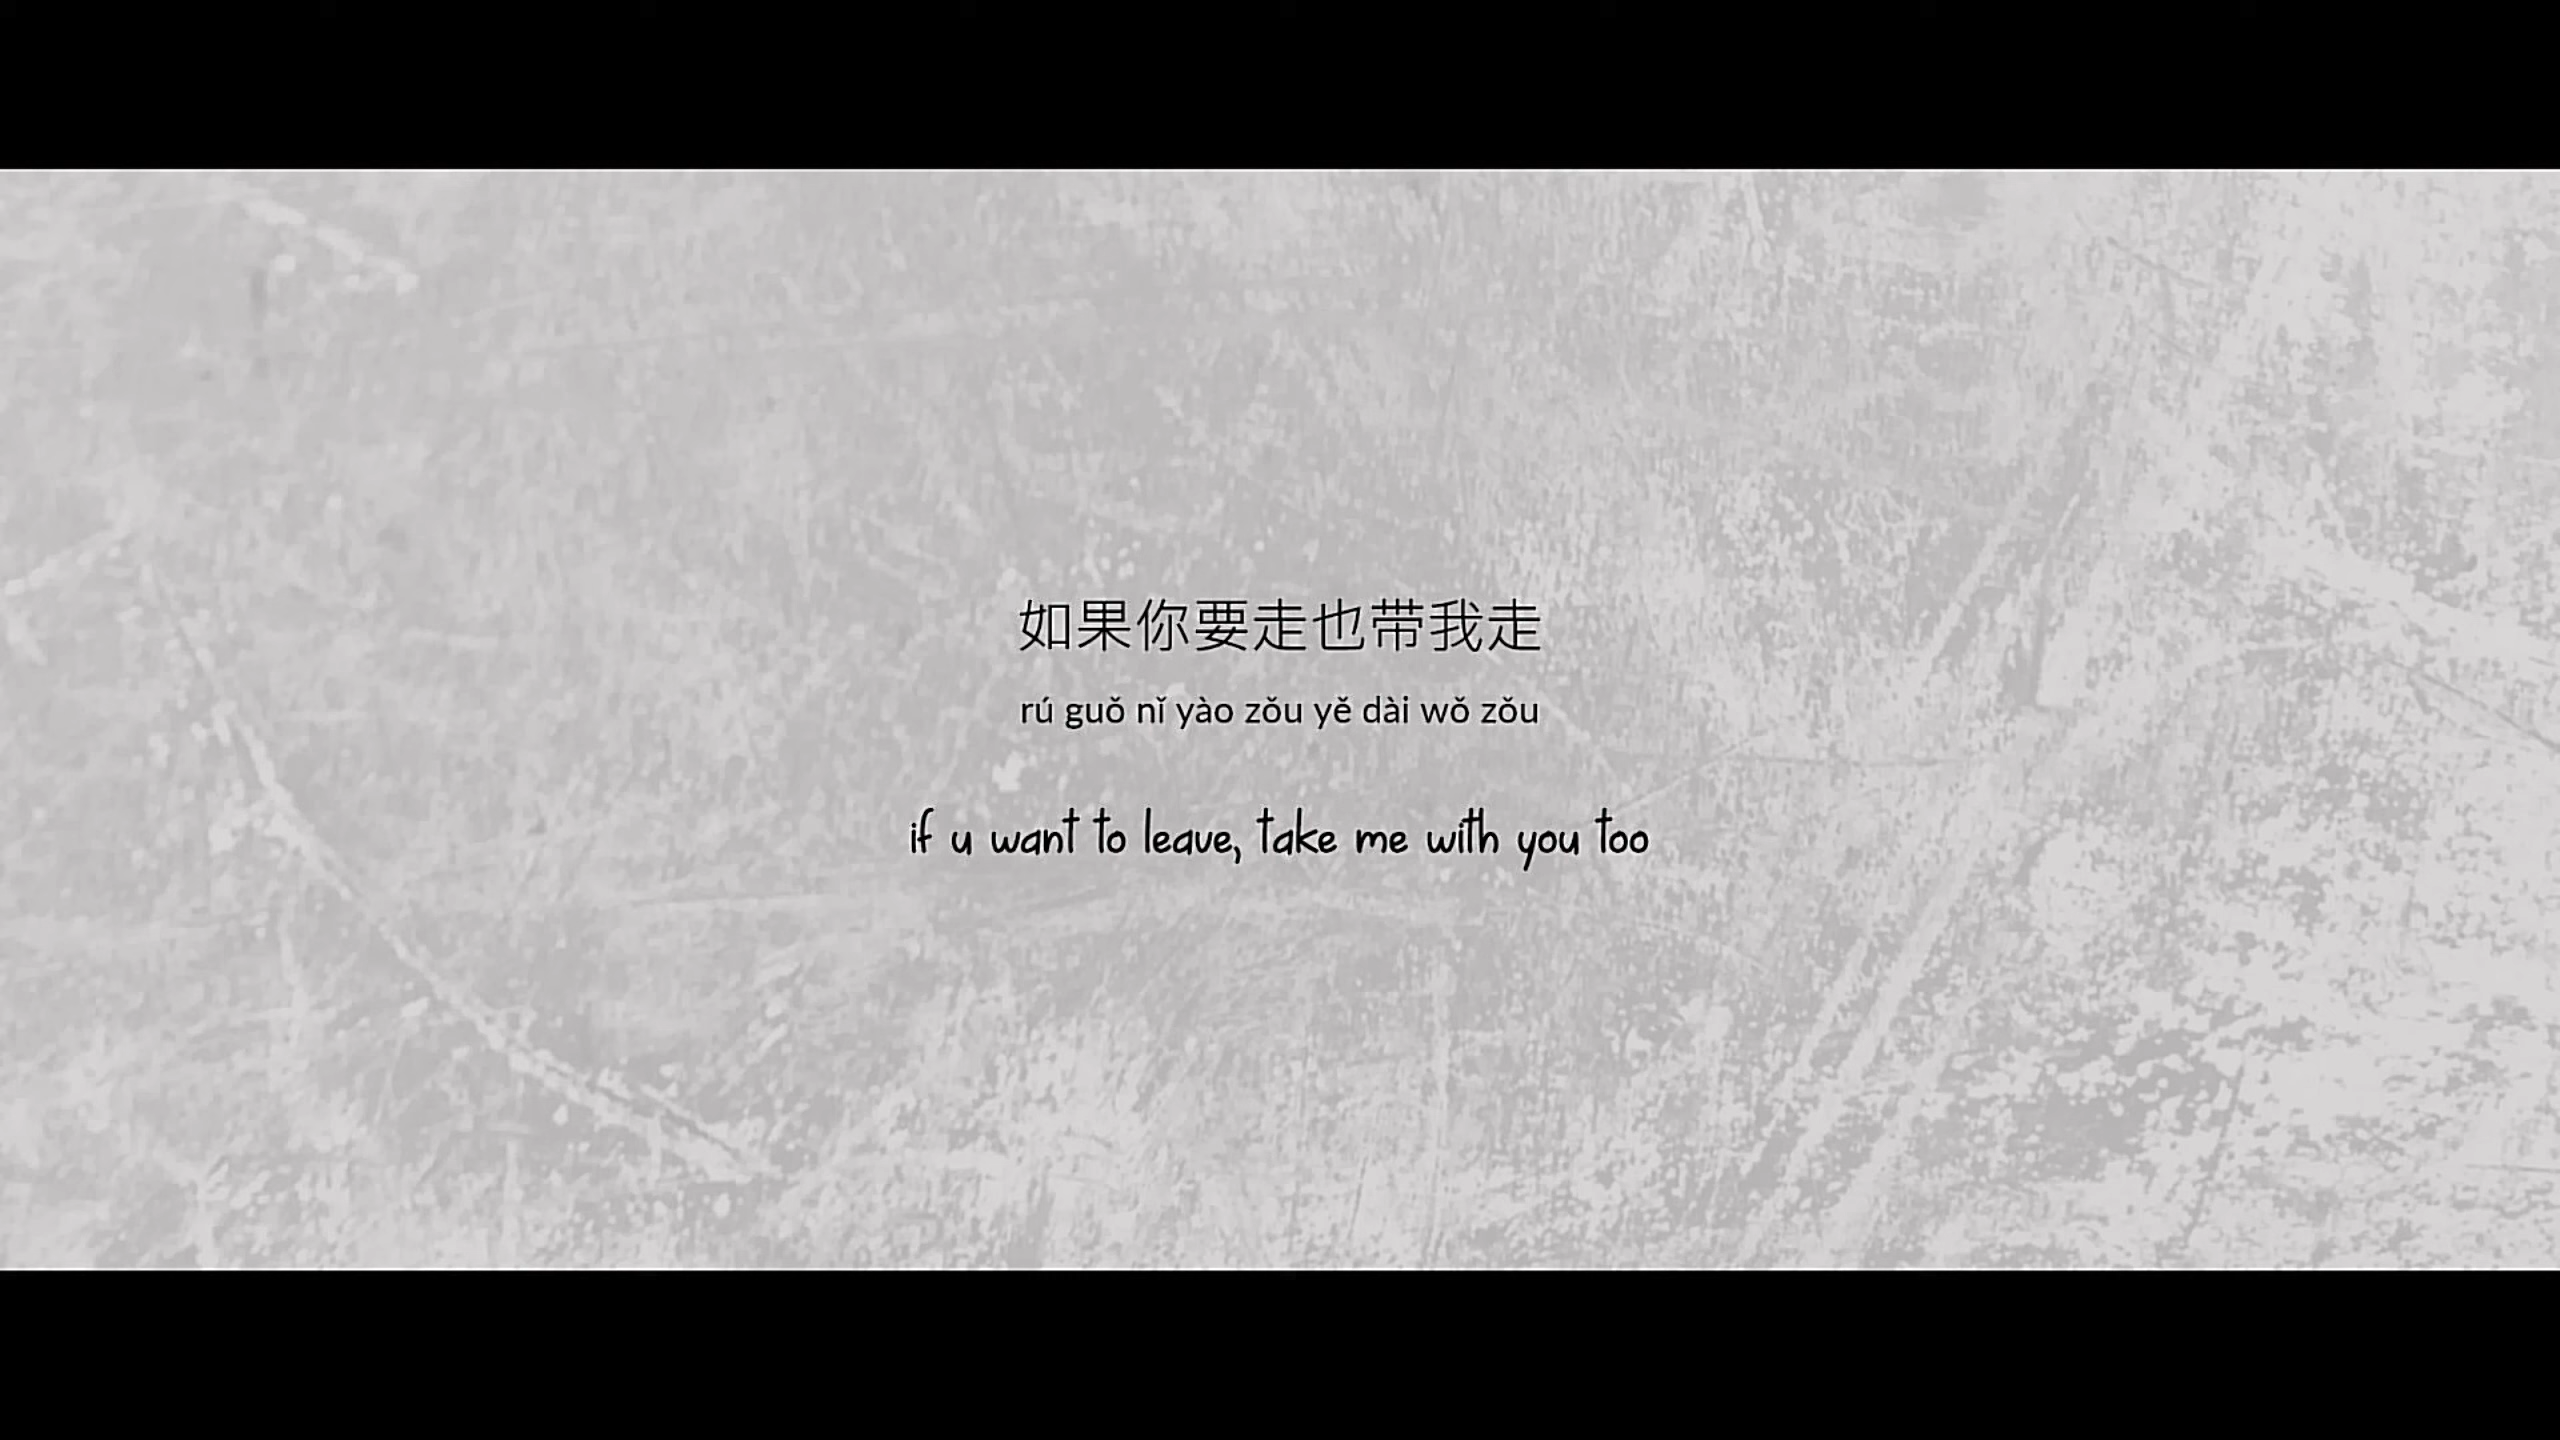 如果你要走也带我走
rú guǒ nǐ yào zǒu yě dài wǒ zǒu
if u want to leave, take me with you too